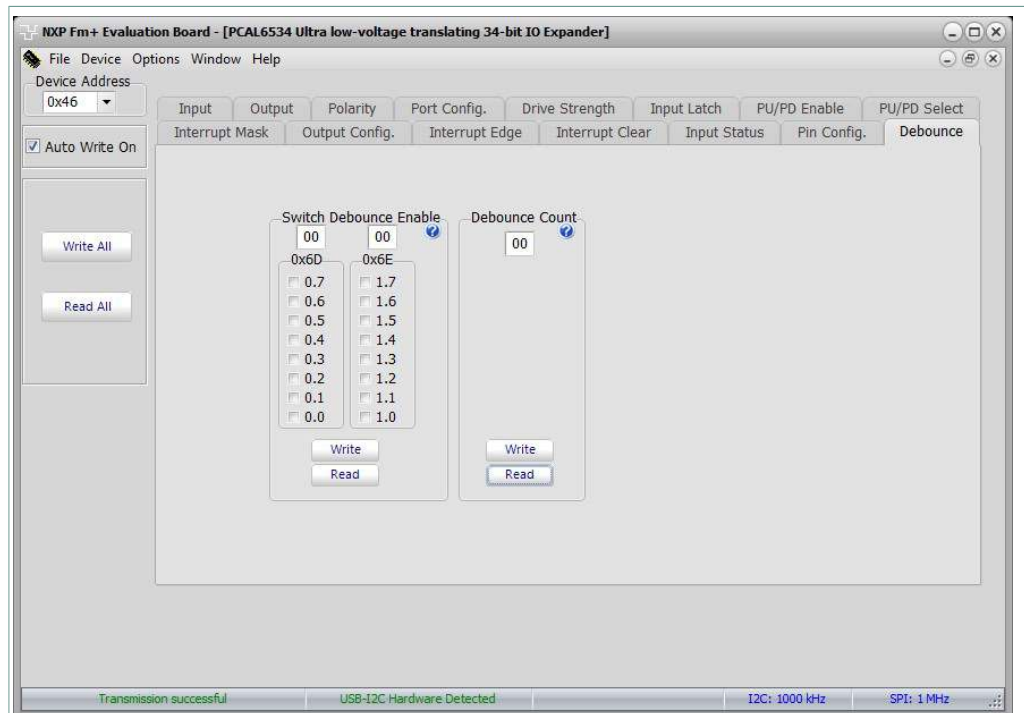 NXP Fm+ Evaluation Board - [PCAL6534 Ultra low-voltage translating 34-bit IO Expander]
File Device Options Window Help
Device Address
0x46
Auto Write On
Write All
Read All
Input Output Polarity Port Config. Drive Strength Input Latch PU/PD Enable PU/PD Select
Interrupt Mask Output Config. Interrupt Edge Interrupt Clear Input Status Pin Config. Debounce
Switch Debounce Enable
00 00
0x6D 0x6E
0.7 1.7
0.6 1.6
0.5 1.5
0.4 1.4
0.3 1.3
0.2 1.2
0.1 1.1
0.0 1.0
Write
Read
Debounce Count
00
Write
Read
Transmission successful USB-I2C Hardware Detected I2C: 1000 kHz SPI: 1 MHz